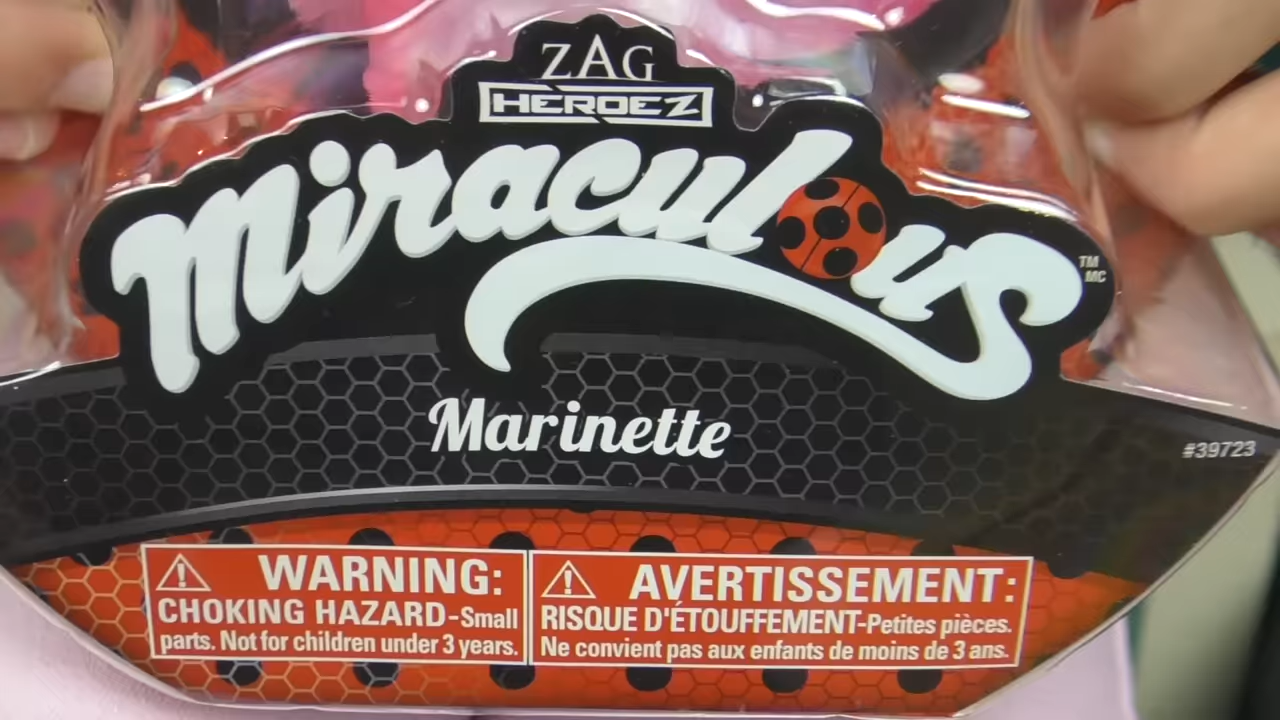 ZAG
HEROEZ
Miraculous
TM
MC
Marinette
#39723
WARNING:
CHOKING HAZARD-Small
parts. Not for children under 3 years.
AVERTISSEMENT:
RISQUE D'ÉTOUFFEMENT-Petites pièces.
Ne convient pas aux enfants de moins de 3 ans.